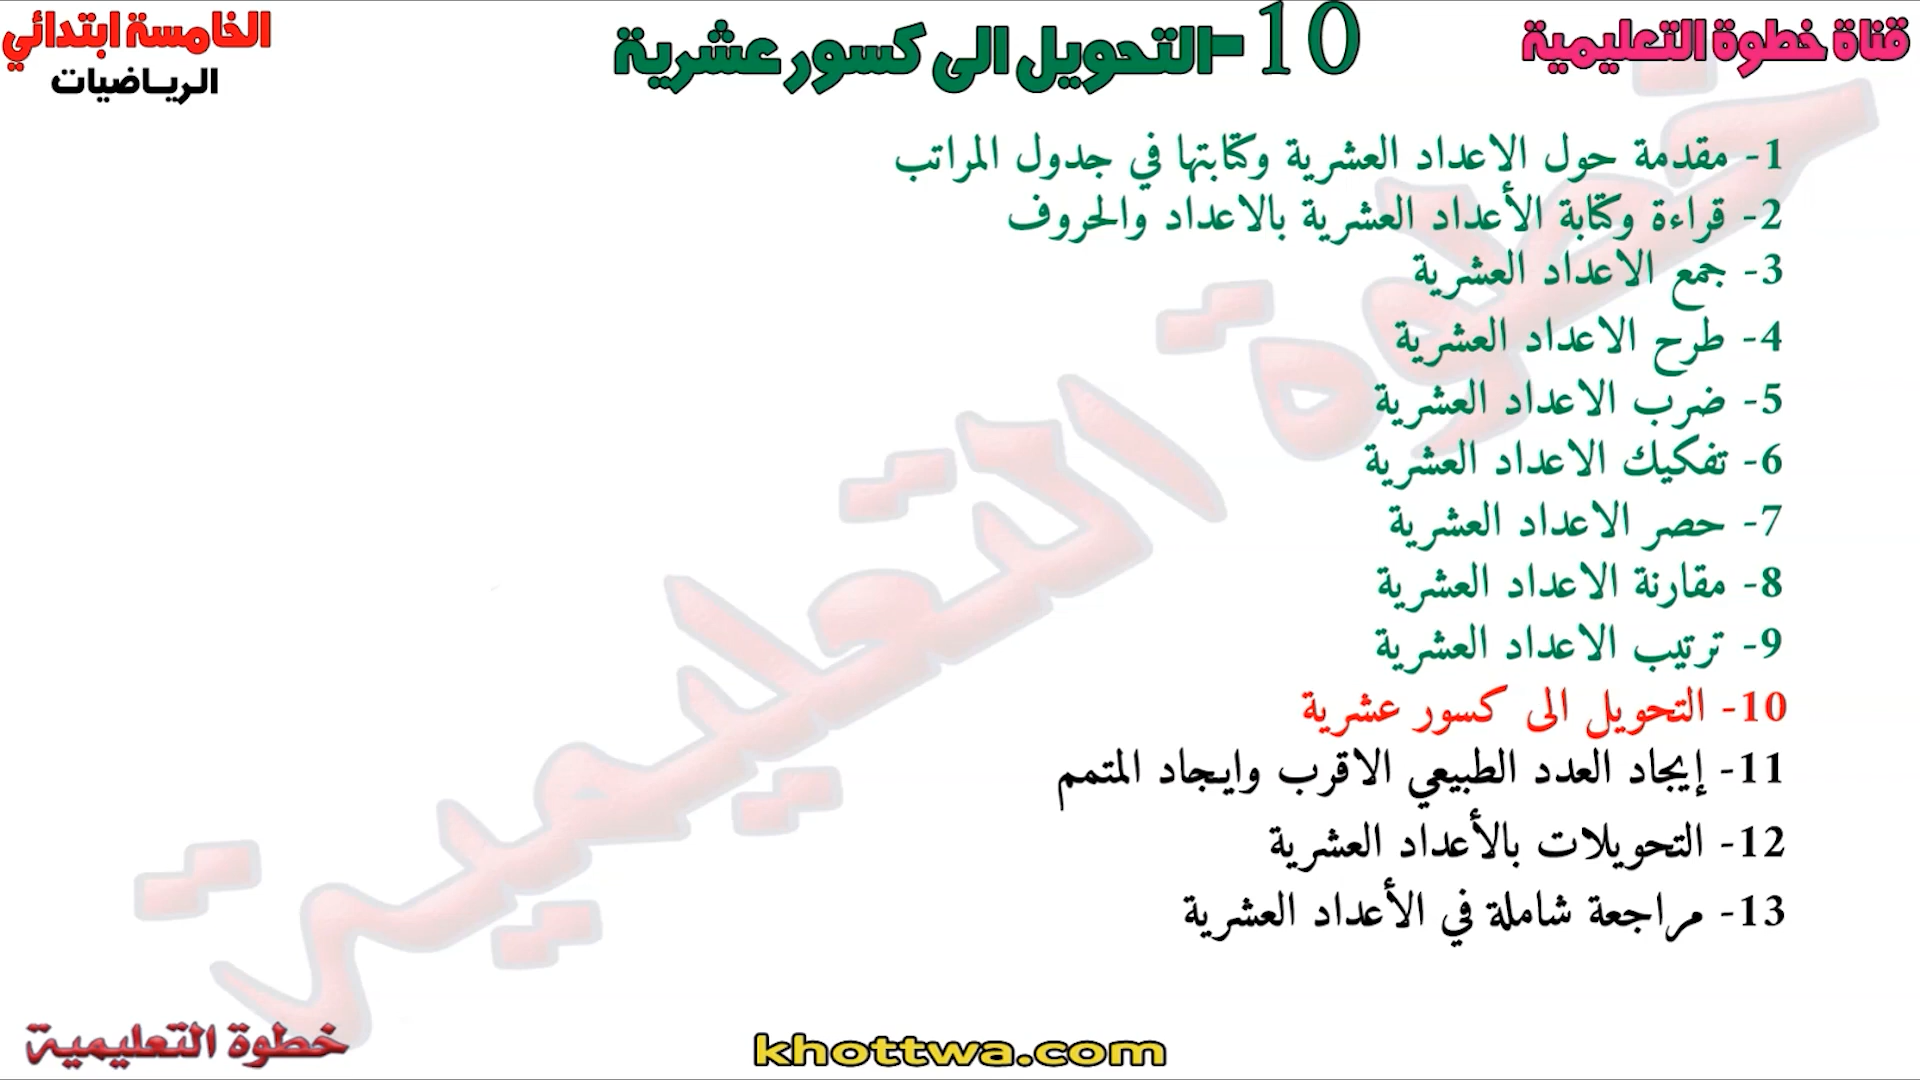 قناة خطوة التعليمية
10-التحويل الى كسور عشرية
الخامسة ابتدائي
الرياضيات
1- مقدمة حول الاعداد العشرية وكتابتها في جدول المراتب
2- قراءة وكتابة الأعداد العشرية بالاعداد والحروف
3- جمع الاعداد العشرية
4- طرح الاعداد العشرية
5- ضرب الاعداد العشرية
6- تفكيك الاعداد العشرية
7- حصر الاعداد العشرية
8- مقارنة الاعداد العشرية
9- ترتيب الاعداد العشرية
10- التحويل الى كسور عشرية
11- إيجاد العدد الطبيعي الاقرب وايجاد المتمم
12- التحويلات بالأعداد العشرية
13- مراجعة شاملة في الأعداد العشرية
خطوة التعليمية
khottwa.com
خطوة التعليمية